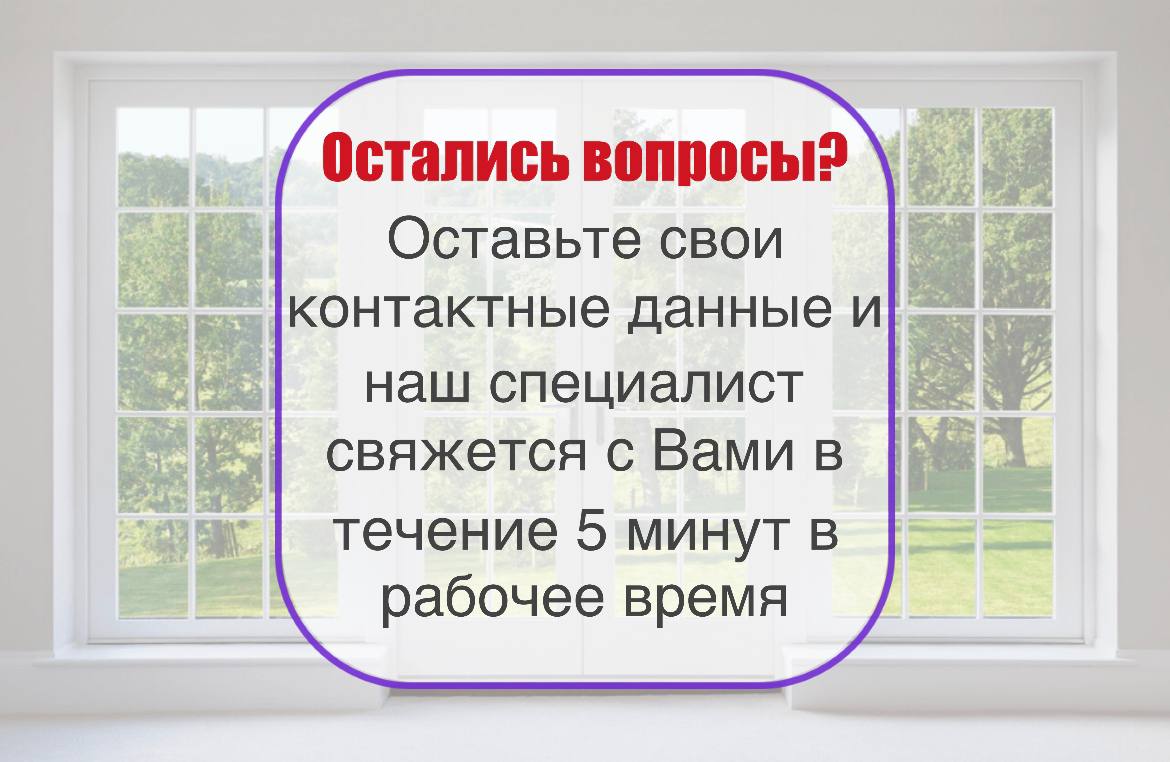 Остались вопросы?
Оставьте свои
контактные данные и
наш специалист
свяжется с Вами в
течение 5 минут в
рабочее время